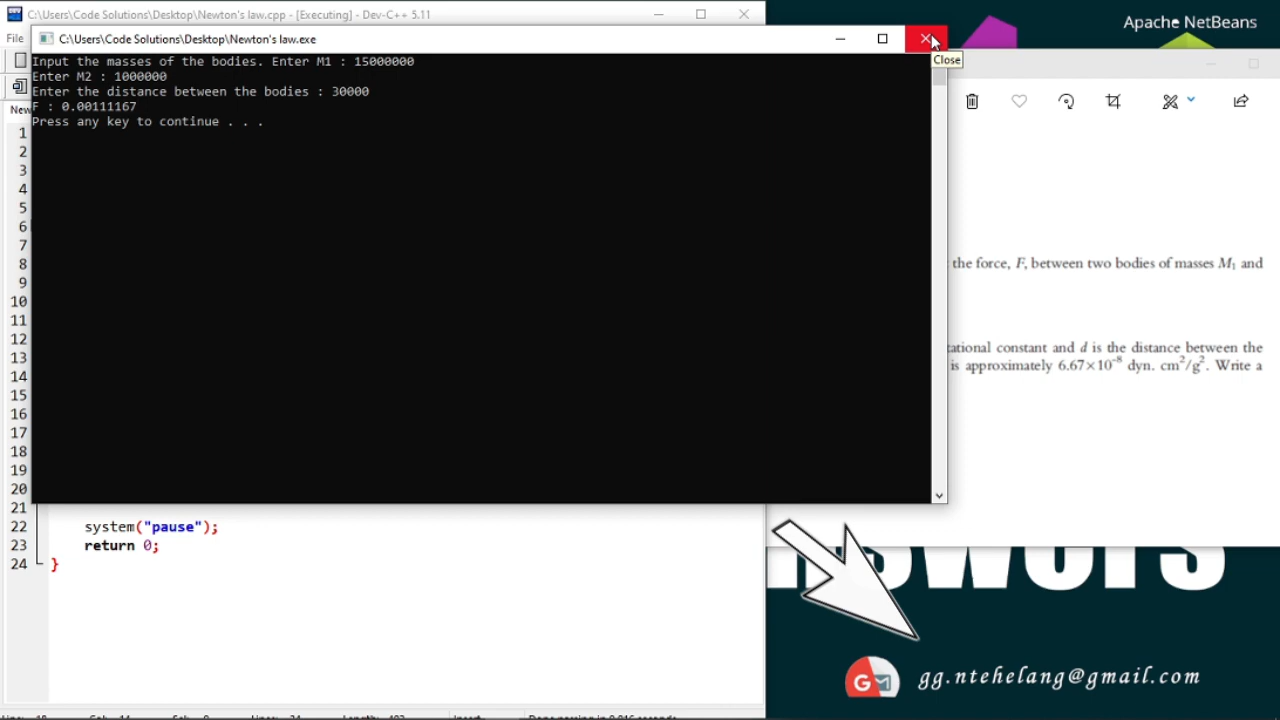 C:\Users\Code Solutions\Desktop\Newton's law.cpp - [Executing] - Dev-C++ 5.11
Apache NetBeans
File
C:\Users\Code Solutions\Desktop\Newton's law.exe
Close
Input the masses of the bodies. Enter M1 : 15000000
Enter M2 : 1000000
Enter the distance between the bodies : 30000
F : 0.00111167
Press any key to continue . . .
New
1
2
3
4
5
6
7
8
9
10
11
12
13
14
15
16
17
18
19
20
21
22 system("pause");
23 return 0;
24 }
the force, F, between two bodies of masses M₁ and
tational constant and d is the distance between the
is approximately 6.67×10⁻⁸ dyn. cm²/g². Write a
gg.ntehelang@gmail.com